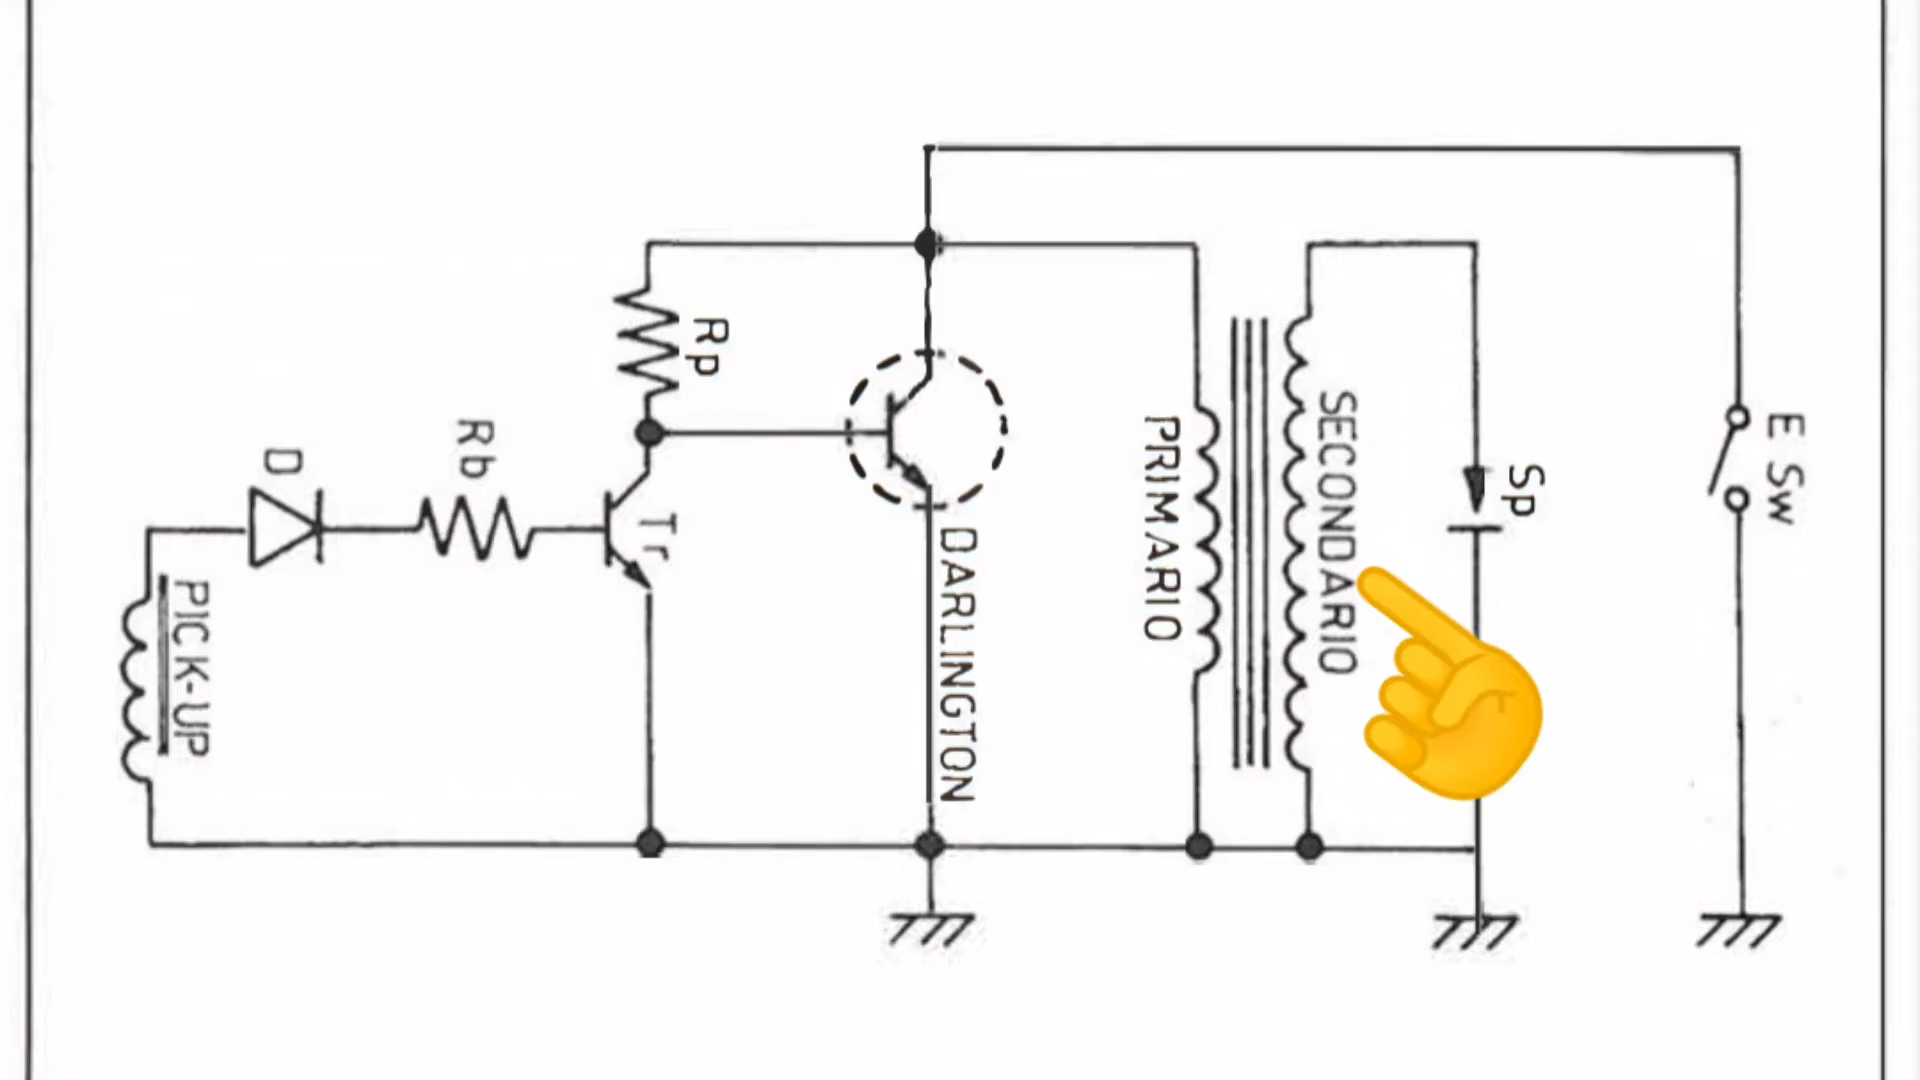 D
Rb
Rp
Tr
PICK-UP
DARLINGTON
PRIMARIO
SECONDARIO
Sp
E Sw